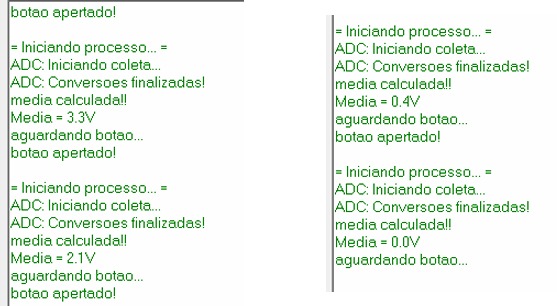 botao apertado!
= Iniciando processo... =
ADC: Iniciando coleta...
ADC: Conversoes finalizadas!
media calculada!!
Media = 3.3V
aguardando botao...
botao apertado!
= Iniciando processo... =
ADC: Iniciando coleta...
ADC: Conversoes finalizadas!
media calculada!!
Media = 2.1V
aguardando botao...
botao apertado!
= Iniciando processo... =
ADC: Iniciando coleta...
ADC: Conversoes finalizadas!
media calculada!!
Media = 0.4V
aguardando botao...
botao apertado!
= Iniciando processo... =
ADC: Iniciando coleta...
ADC: Conversoes finalizadas!
media calculada!!
Media = 0.0V
aguardando botao...